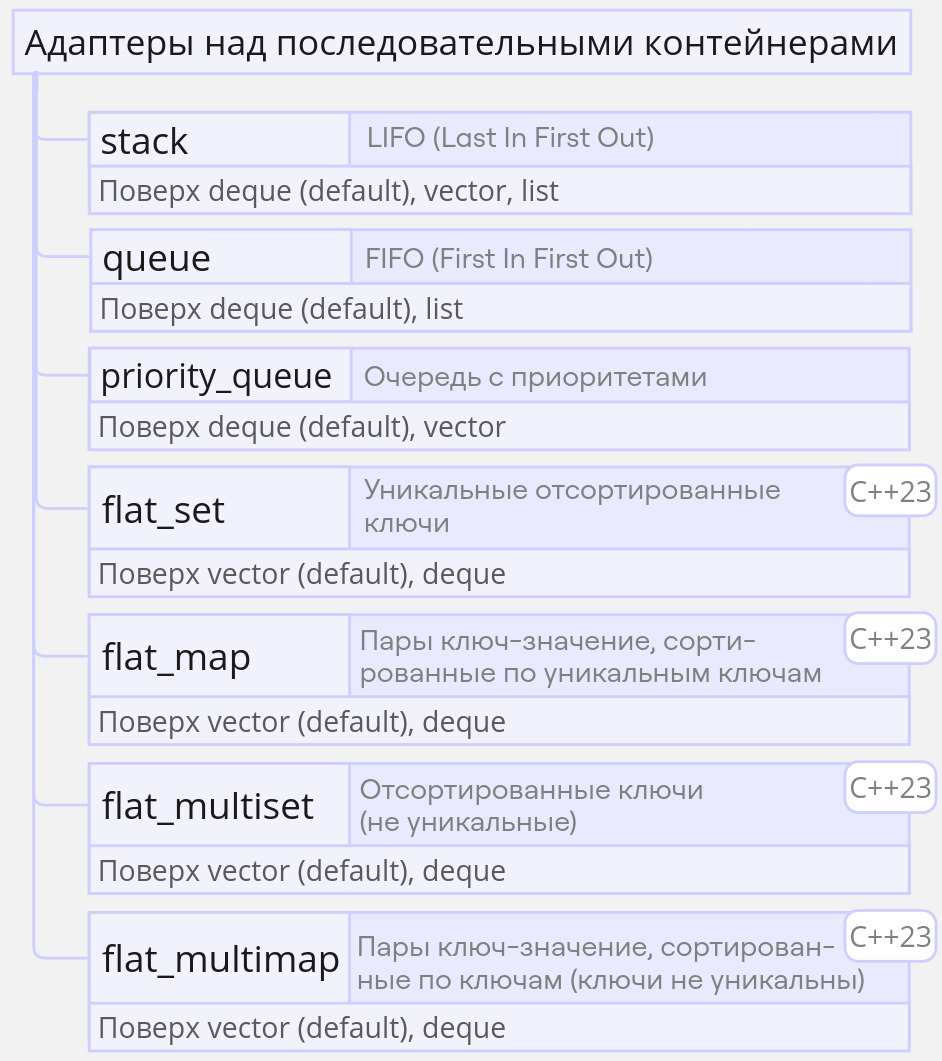 Адаптеры над последовательными контейнерами
stack
LIFO (Last In First Out)
Поверх deque (default), vector, list
queue
FIFO (First In First Out)
Поверх deque (default), list
priority_queue
Очередь с приоритетами
Поверх deque (default), vector
flat_set
Уникальные отсортированные
ключи
C++23
Поверх vector (default), deque
flat_map
Пары ключ-значение, сорти-
рованные по уникальным ключам
C++23
Поверх vector (default), deque
flat_multiset
Отсортированные ключи
(не уникальные)
C++23
Поверх vector (default), deque
flat_multimap
Пары ключ-значение, сортирован-
ные по ключам (ключи не уникальны)
C++23
Поверх vector (default), deque